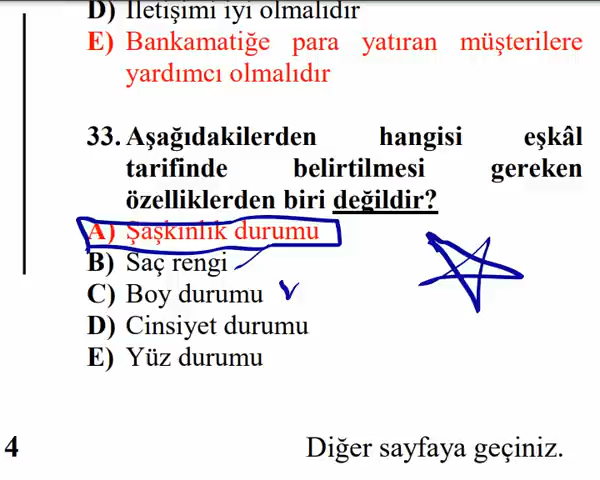 D) İletişimi iyi olmalıdır
E) Bankamatiğe para yatıran müşterilere
yardımcı olmalıdır
33. Aşağıdakilerden hangisi eşkâl
tarifinde belirtilmesi gereken
özelliklerden biri değildir?
A) Şaşkınlık durumu
B) Saç rengi
C) Boy durumu
D) Cinsiyet durumu
E) Yüz durumu
4
Diğer sayfaya geçiniz.